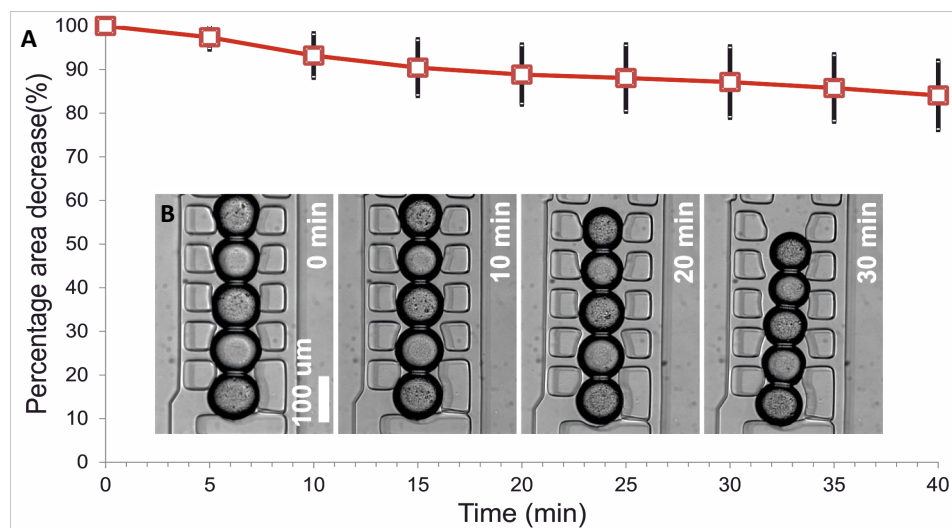 A
100
90
80
70
60
50
40
30
20
10
0
Percentage area decrease(%)
B
0 min
10 min
20 min
30 min
100 um
0 5 10 15 20 25 30 35 40
Time (min)